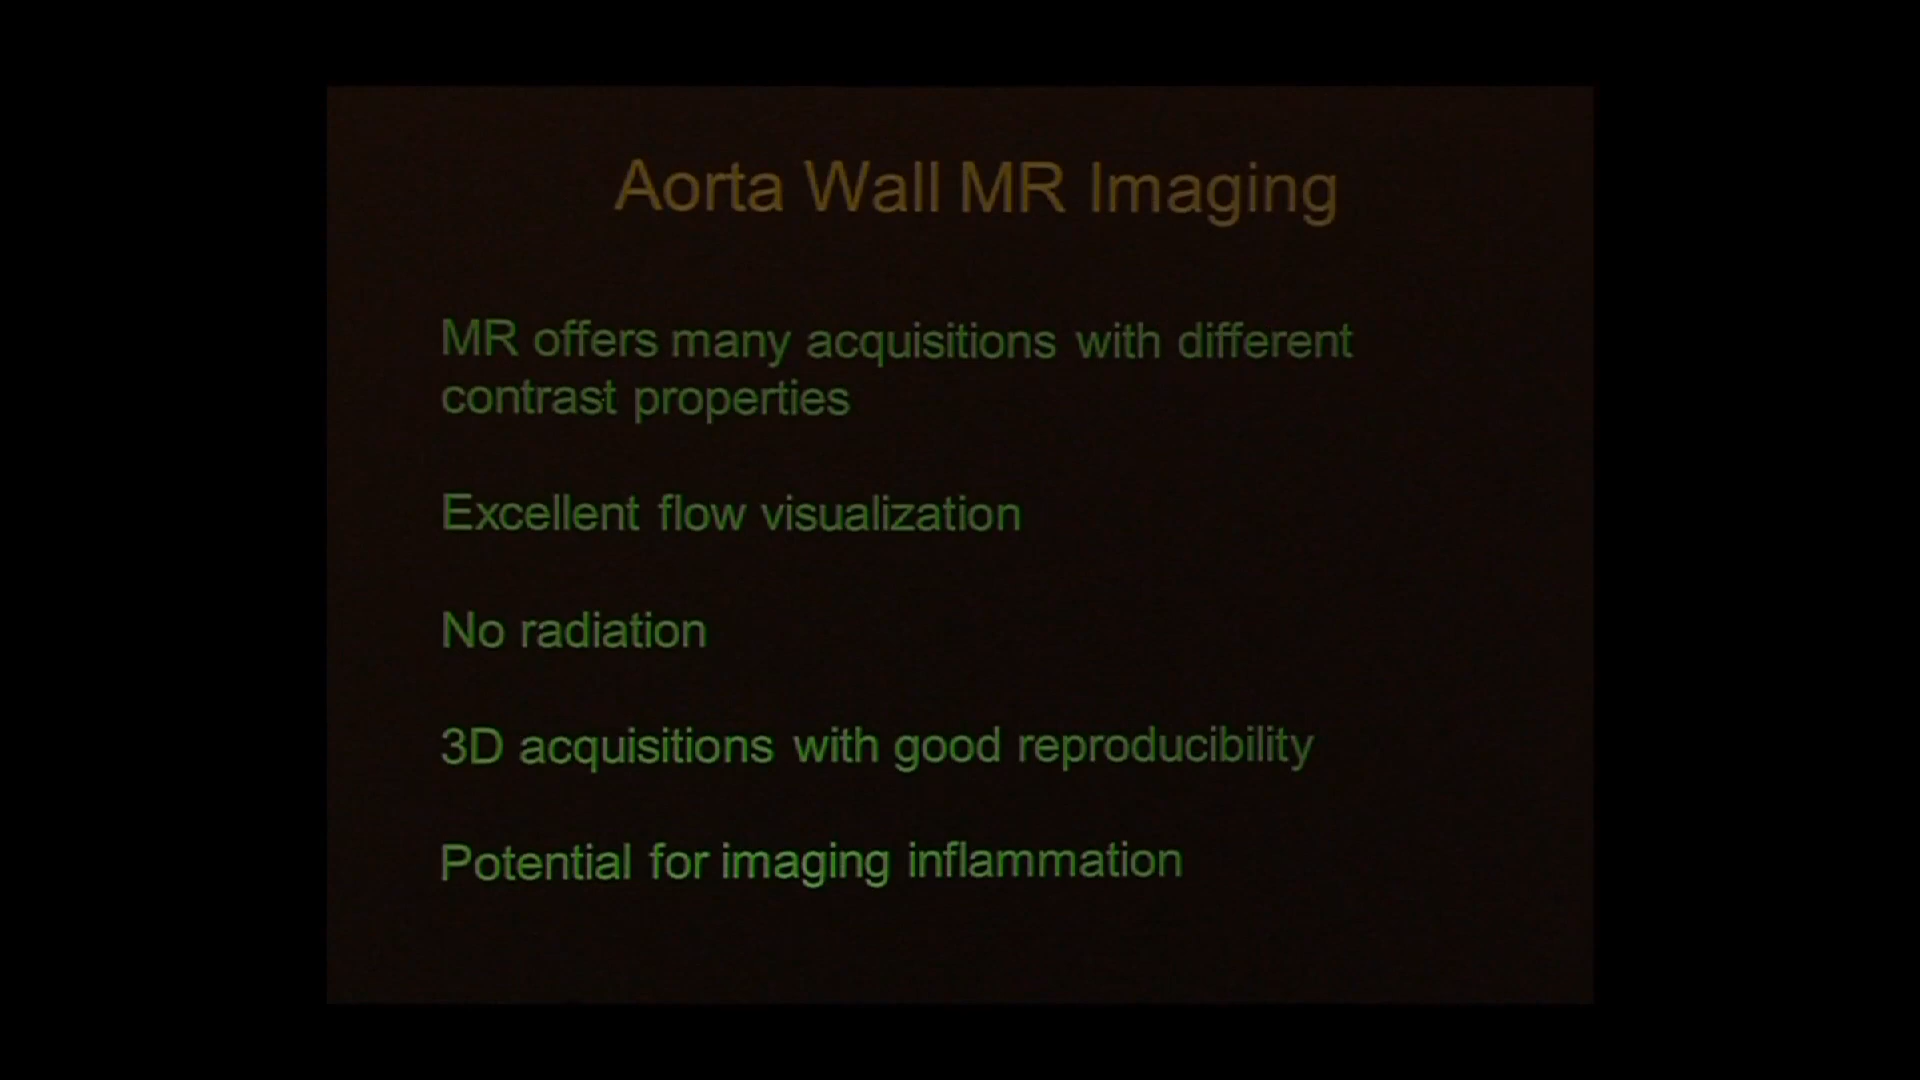 Aorta Wall MR Imaging
MR offers many acquisitions with different
contrast properties
Excellent flow visualization
No radiation
3D acquisitions with good reproducibility
Potential for imaging inflammation